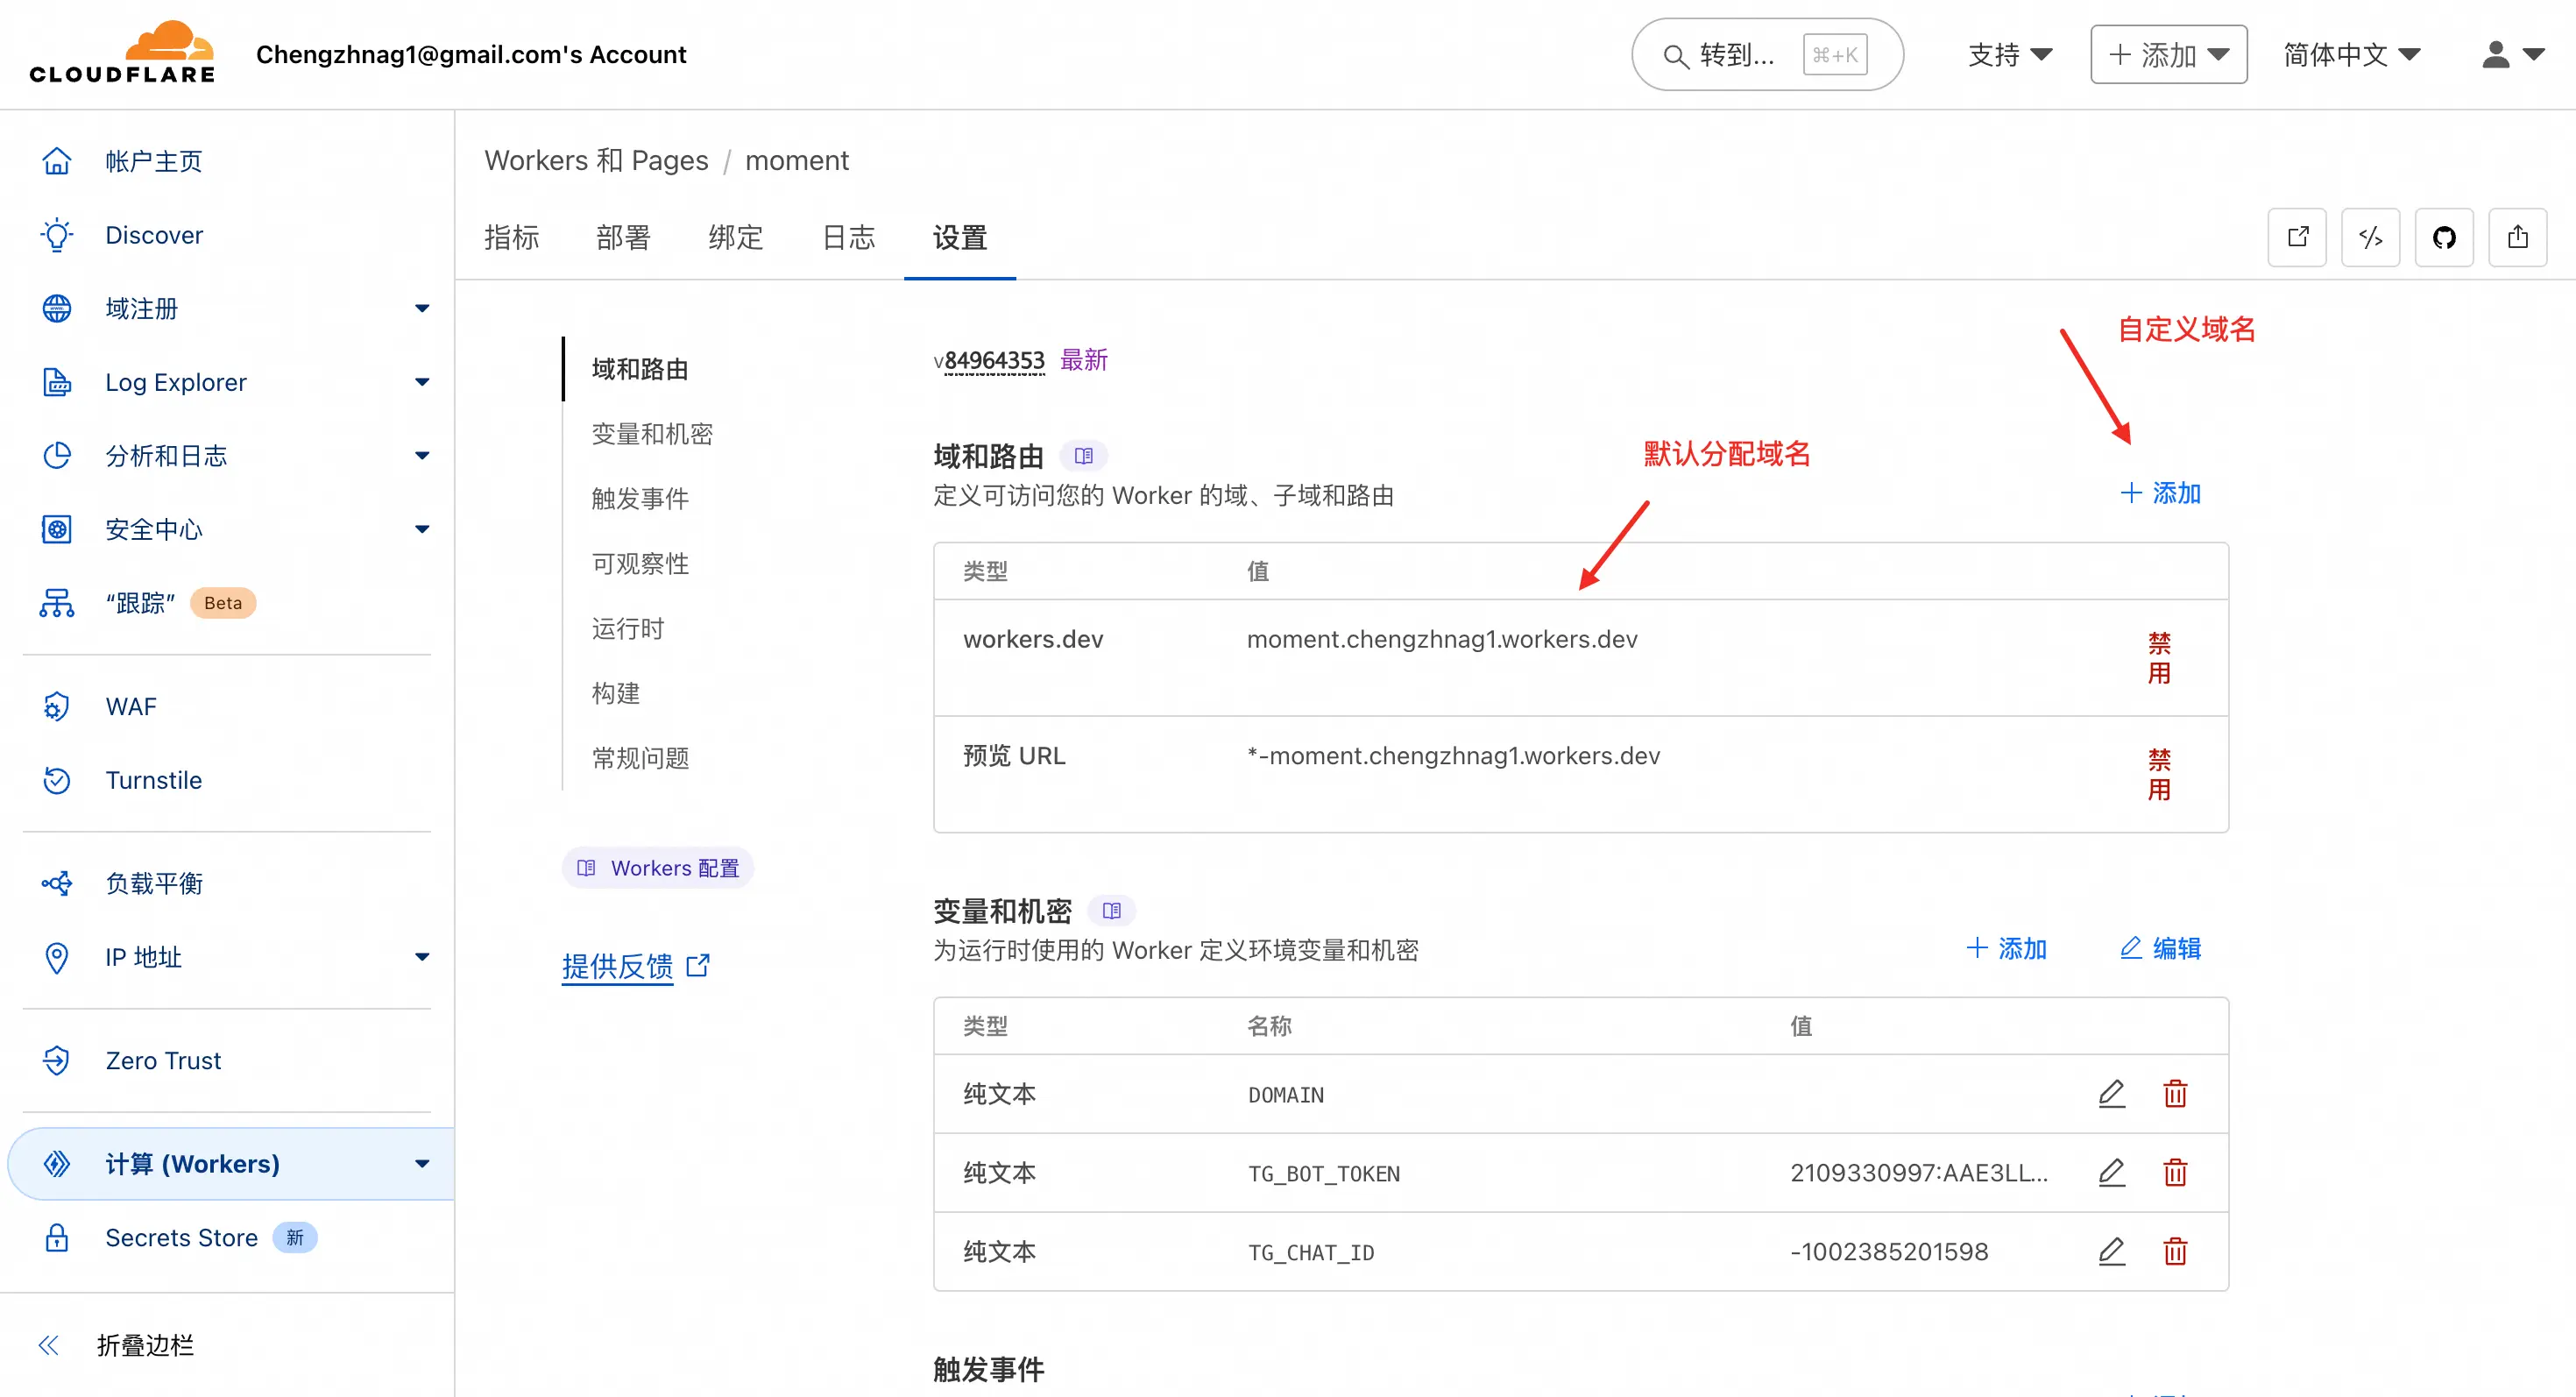 CLOUDFLARE
Chengzhnag1@gmail.com's Account
转到... ⌘+K
支持
+ 添加
简体中文
帐户主页
Discover
域注册
Log Explorer
分析和日志
安全中心
“跟踪” Beta
WAF
Turnstile
负载平衡
IP 地址
Zero Trust
计算 (Workers)
Secrets Store 新
折叠边栏
Workers 和 Pages / moment
指标 部署 绑定 日志 设置
域和路由
变量和机密
触发事件
可观察性
运行时
构建
常规问题
Workers 配置
提供反馈
v84964353 最新
自定义域名
域和路由
默认分配域名
定义可访问您的 Worker 的域、子域和路由
+ 添加
类型 值
workers.dev moment.chengzhnag1.workers.dev 禁用
预览 URL *-moment.chengzhnag1.workers.dev 禁用
变量和机密
为运行时使用的 Worker 定义环境变量和机密
+ 添加 编辑
类型 名称 值
纯文本 DOMAIN
纯文本 TG_BOT_TOKEN 2109330997:AAE3LL...
纯文本 TG_CHAT_ID -1002385201598
触发事件